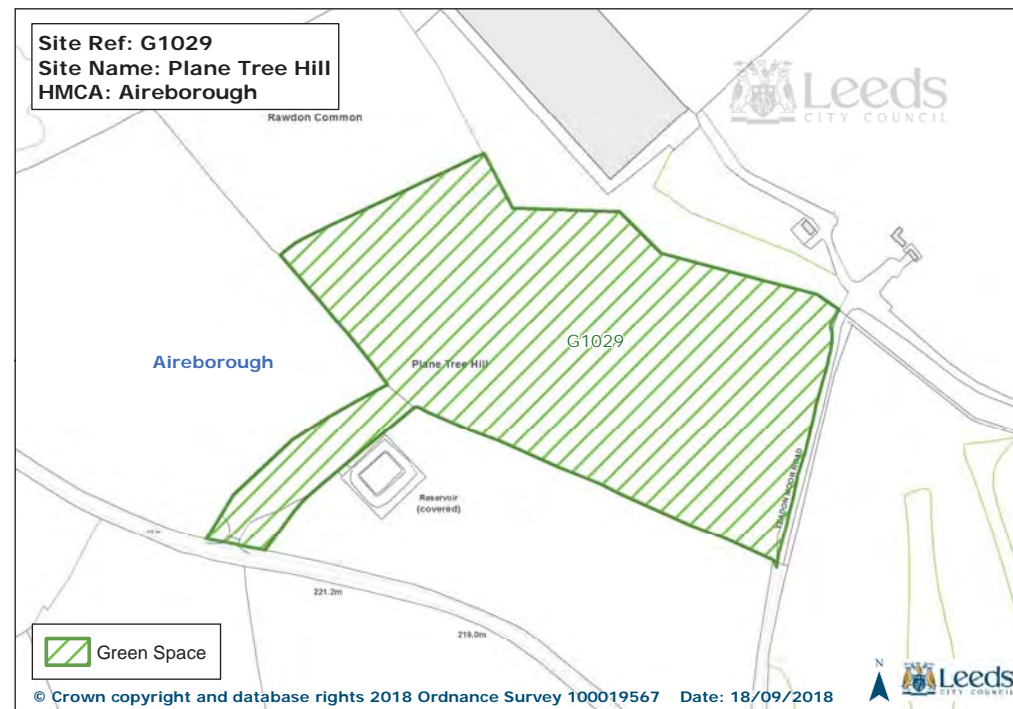 Site Ref: G1029
Site Name: Plane Tree Hill
HMCA: Aireborough
Leeds
CITY COUNCIL
Rawdon Common
G1029
Aireborough
Plane Tree Hill
YEADON MOOR ROAD
Reservoir
(covered)
221.2m
219.0m
Green Space
N
© Crown copyright and database rights 2018 Ordnance Survey 100019567 Date: 18/09/2018
Leeds
CITY COUNCIL